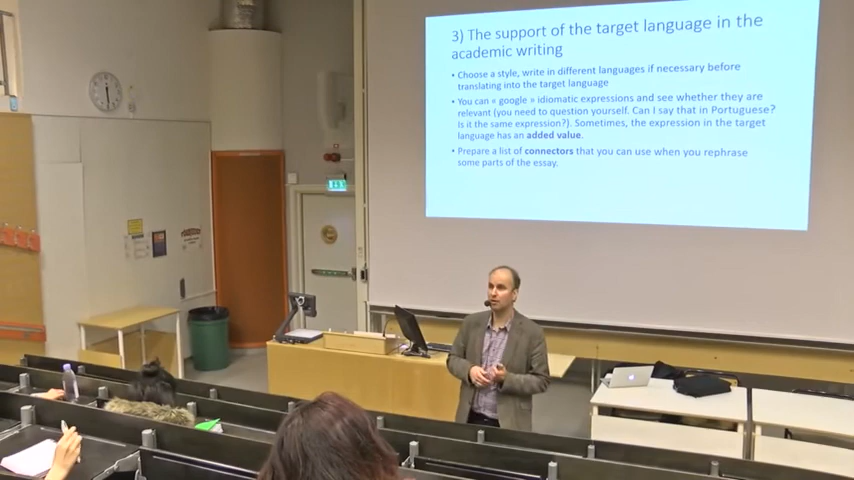 3) The support of the target language in the
academic writing
• Choose a style, write in different languages if necessary before
translating into the target language
• You can « google » idiomatic expressions and see whether they are
relevant (you need to question yourself. Can I say that in Portuguese?
Is it the same expression?). Sometimes, the expression in the target
language has an added value.
• Prepare a list of connectors that you can use when you rephrase
some parts of the essay.